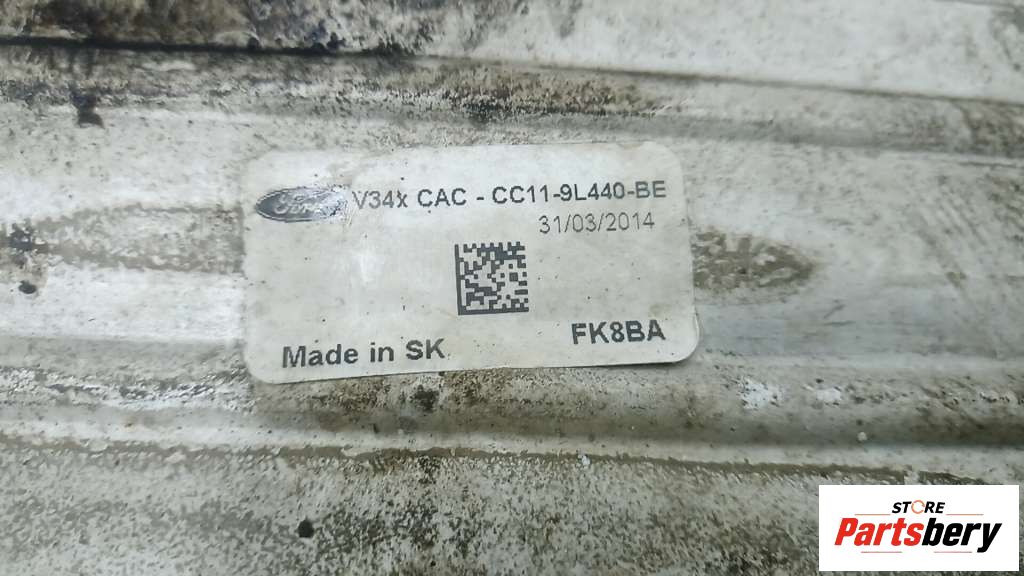 Ford V34x CAC - CC11-9L440-BE
31/03/2014
FK8BA
Made in SK
STORE
Partsbery